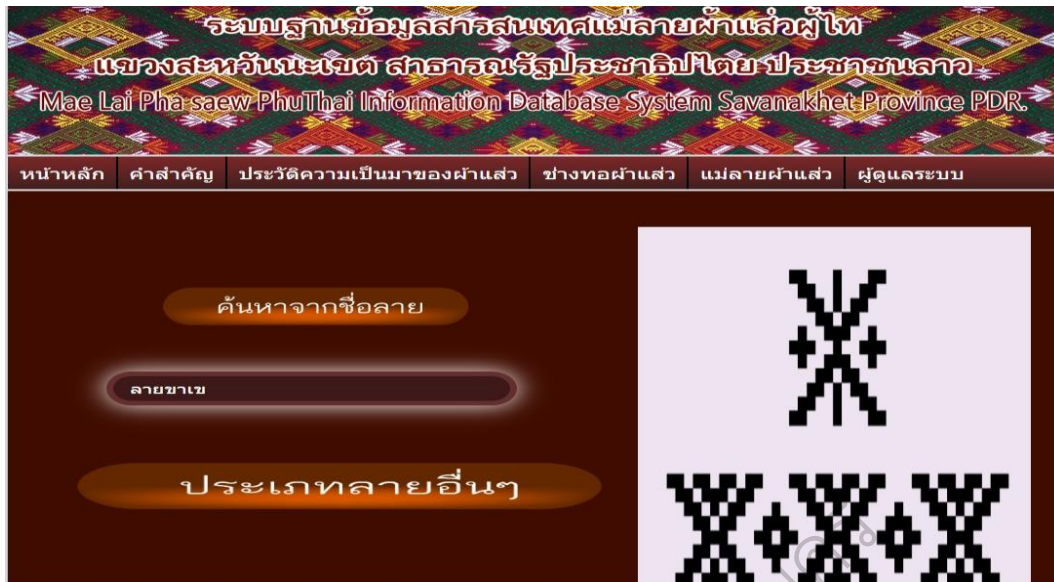 ระบบฐานข้อมูลสารสนเทศแม่ลายผ้าแส่วผู้ไท
แขวงสะหวันนะเขต สาธารณรัฐประชาธิปไตย ประชาชนลาว
Mae Lai Pha saew PhuThai Information Database System Savanakhet Province PDR.
หน้าหลัก คำสำคัญ ประวัติความเป็นมาของผ้าแส่ว ช่างทอผ้าแส่ว แม่ลายผ้าแส่ว ผู้ดูแลระบบ
ค้นหาจากชื่อลาย
ลายขาเข
ประเภทลายอื่นๆ